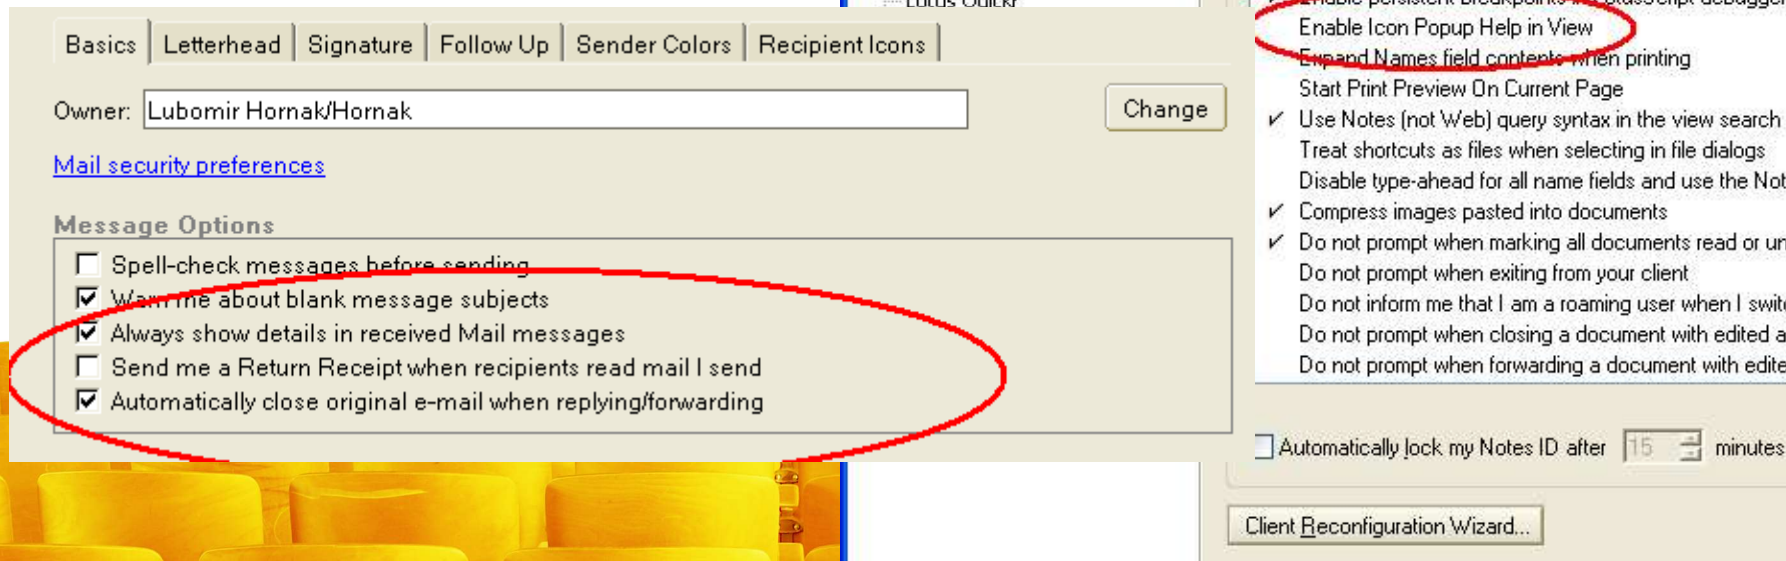 Basics Letterhead Signature Follow Up Sender Colors Recipient Icons
Owner: Lubomir Hornak/Hornak Change
Mail security preferences
Message Options
Spell-check messages before sending
Warn me about blank message subjects
Always show details in received Mail messages
Send me a Return Receipt when recipients read mail I send
Automatically close original e-mail when replying/forwarding
Lotus Quickr
Enable persistent breakpoints debugger
Enable Icon Popup Help in View
Expand Names field contents when printing
Start Print Preview On Current Page
Use Notes (not Web) query syntax in the view search
Treat shortcuts as files when selecting in file dialogs
Disable type-ahead for all name fields and use the Not
Compress images pasted into documents
Do not prompt when marking all documents read or un
Do not prompt when exiting from your client
Do not inform me that I am a roaming user when I swit
Do not prompt when closing a document with edited a
Do not prompt when forwarding a document with edite
Automatically lock my Notes ID after 15 minutes
Client Reconfiguration Wizard...